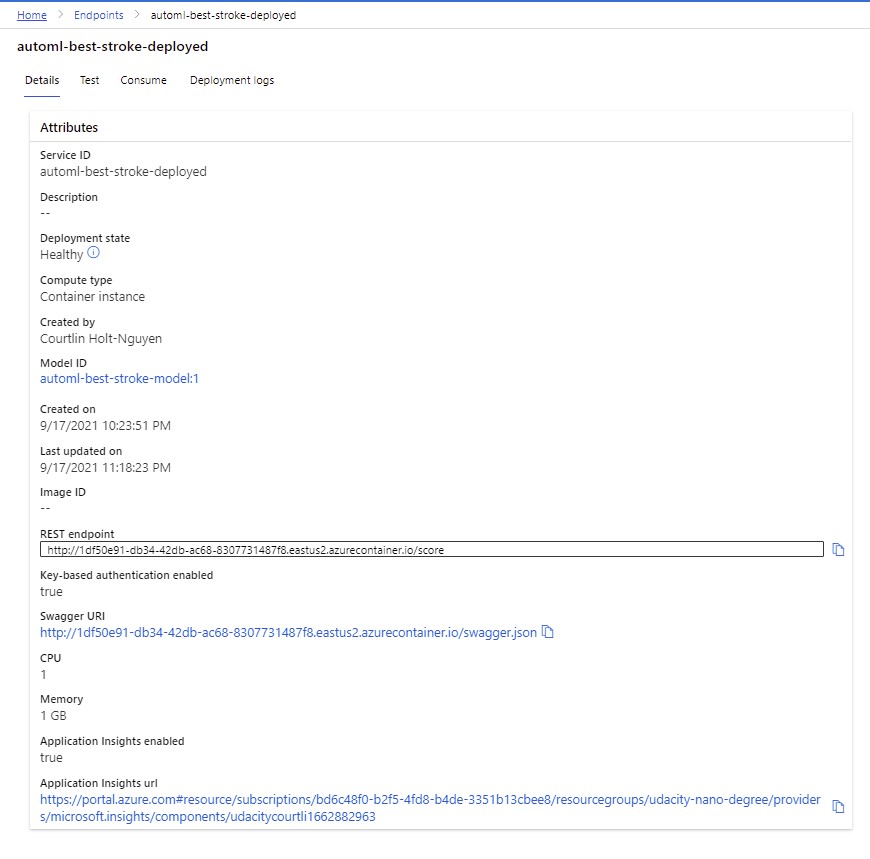 Home > Endpoints > automl-best-stroke-deployed
automl-best-stroke-deployed
Details Test Consume Deployment logs
Attributes
Service ID
automl-best-stroke-deployed
Description
--
Deployment state
Healthy
Compute type
Container instance
Created by
Courtlin Holt-Nguyen
Model ID
automl-best-stroke-model:1
Created on
9/17/2021 10:23:51 PM
Last updated on
9/17/2021 11:18:23 PM
Image ID
--
REST endpoint
http://1df50e91-db34-42db-ac68-8307731487f8.eastus2.azurecontainer.io/score
Key-based authentication enabled
true
Swagger URI
http://1df50e91-db34-42db-ac68-8307731487f8.eastus2.azurecontainer.io/swagger.json
CPU
1
Memory
1 GB
Application Insights enabled
true
Application Insights url
https://portal.azure.com#resource/subscriptions/bd6c48f0-b2f5-4fd8-b4de-3351b13cbee8/resourcegroups/udacity-nano-degree/provider
s/microsoft.insights/components/udacitycourtli1662882963